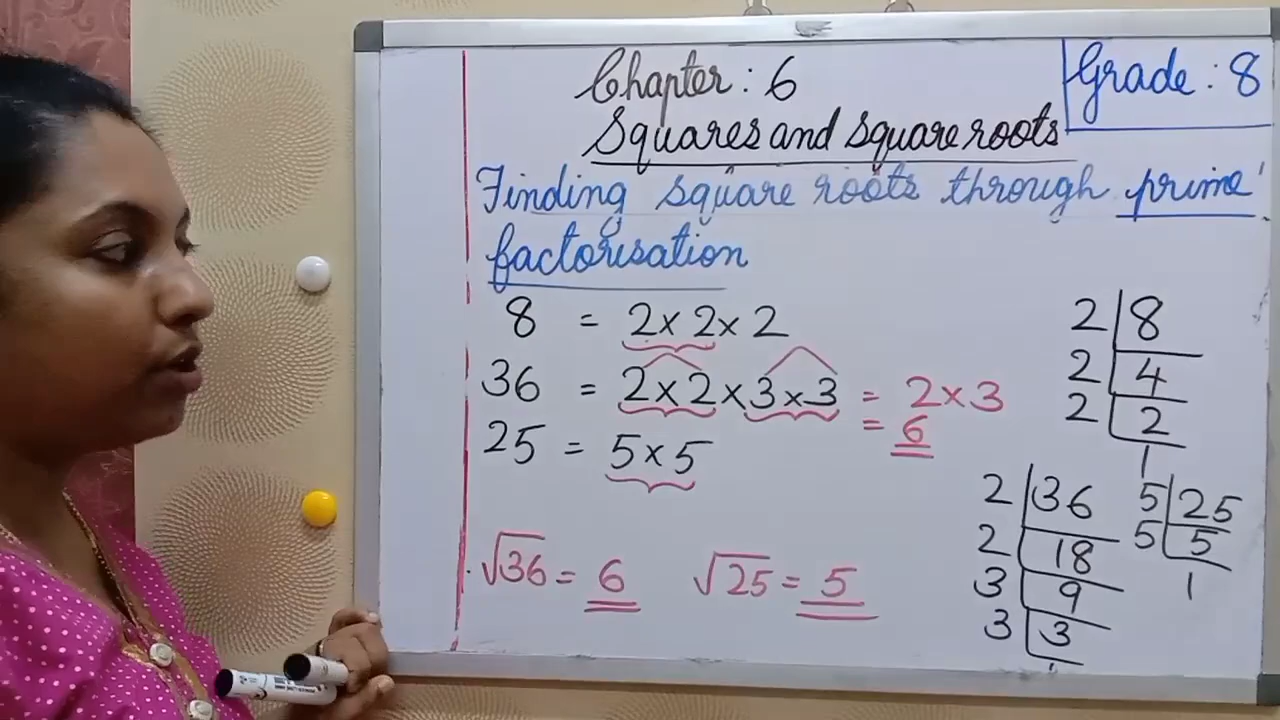 Chapter : 6
Grade : 8
Squares and square roots
Finding square roots through prime
factorisation
8 = 2 x 2 x 2
36 = 2 x 2 x 3 x 3 = 2 x 3
= 6
25 = 5 x 5
√36 = 6 √25 = 5
2 8
2 4
2 2
1
2 36
2 18
3 9
3 3
1
5 25
5 5
1